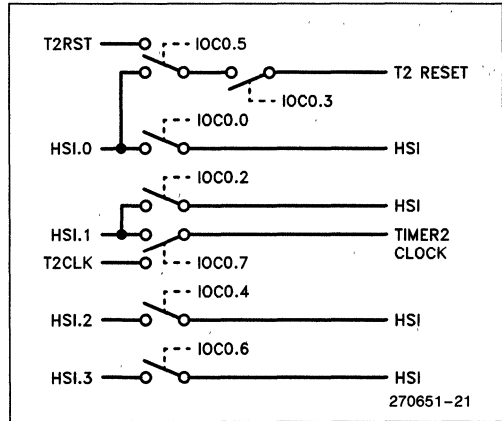 T2RST
IOC0.5
T2 RESET
IOC0.3
IOC0.0
HSI.0
HSI
IOC0.2
HSI
HSI.1
TIMER2
CLOCK
T2CLK
IOC0.7
IOC0.4
HSI.2
HSI
IOC0.6
HSI.3
HSI
270651-21